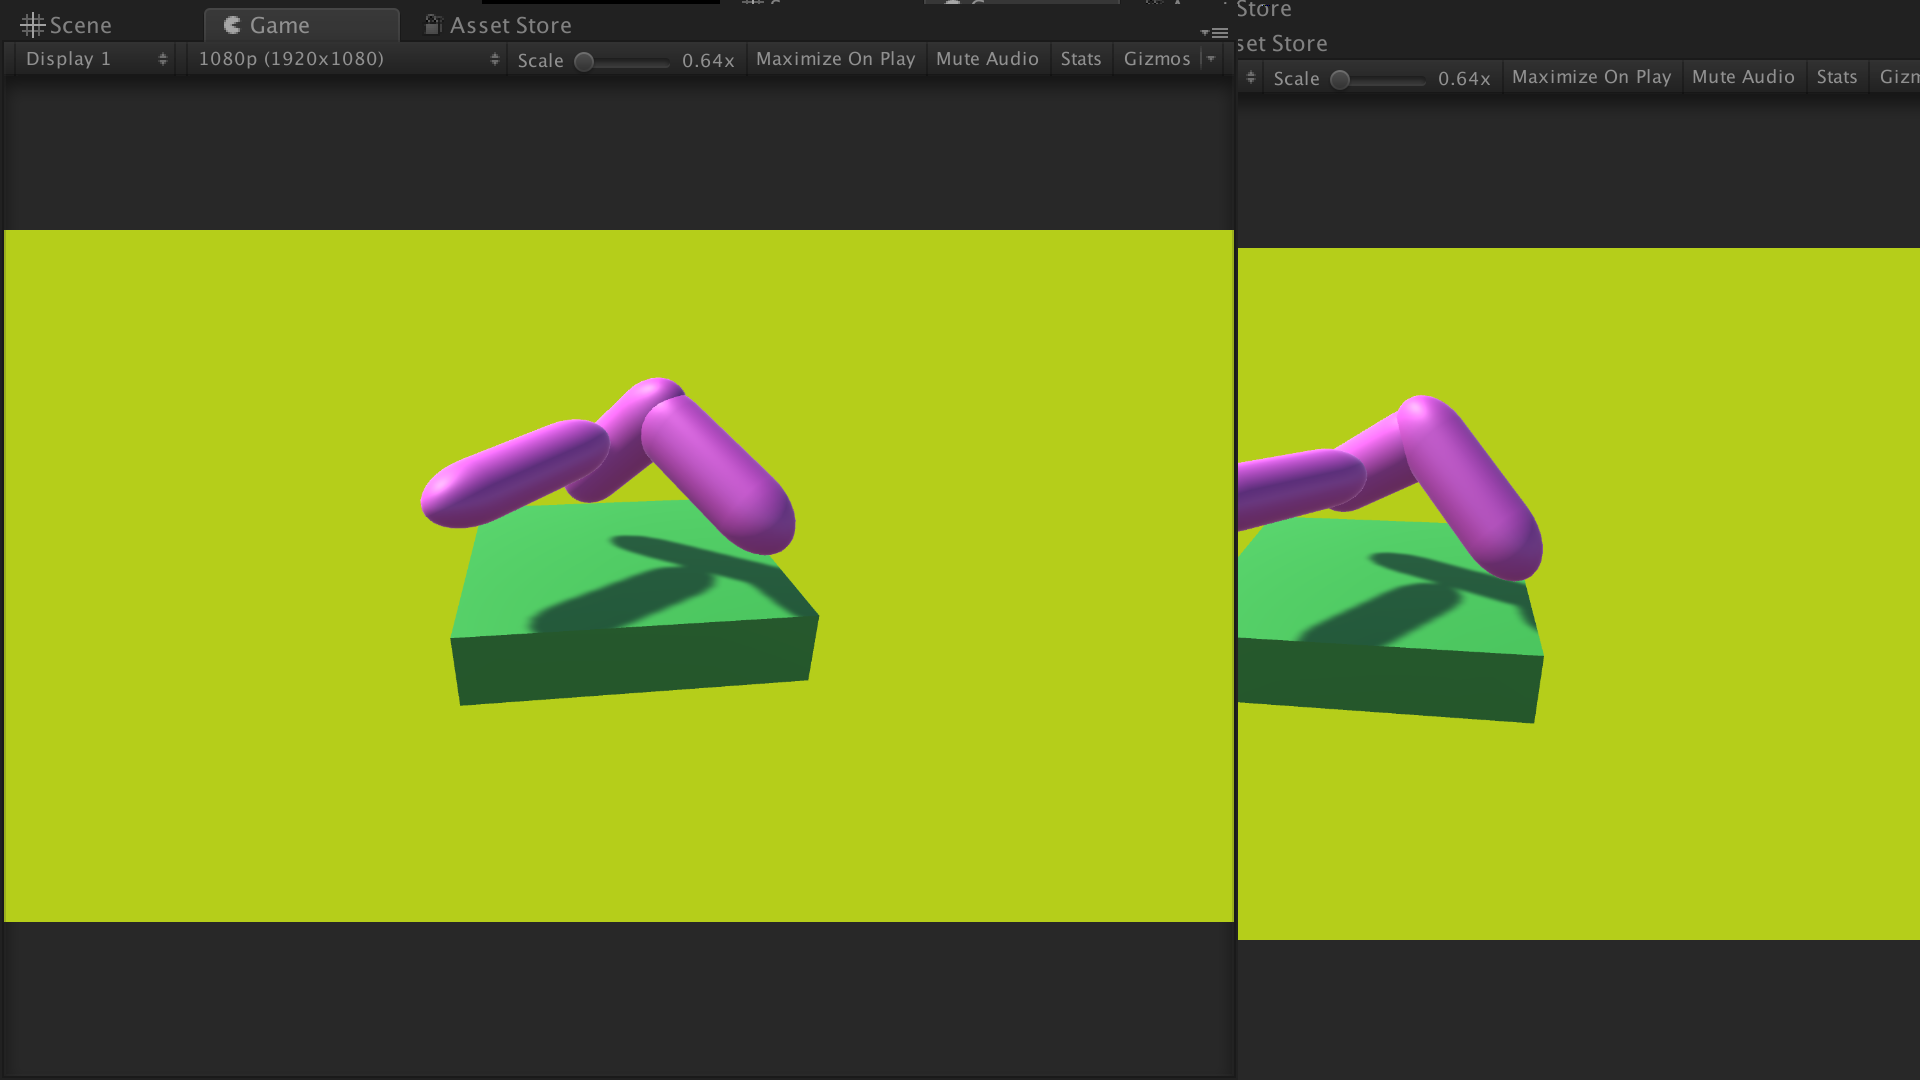 Scene Game Asset Store
Display 1 1080p (1920x1080) Scale 0.64x Maximize On Play Mute Audio Stats Gizmos
Store
set Store
Scale 0.64x Maximize On Play Mute Audio Stats Gizm